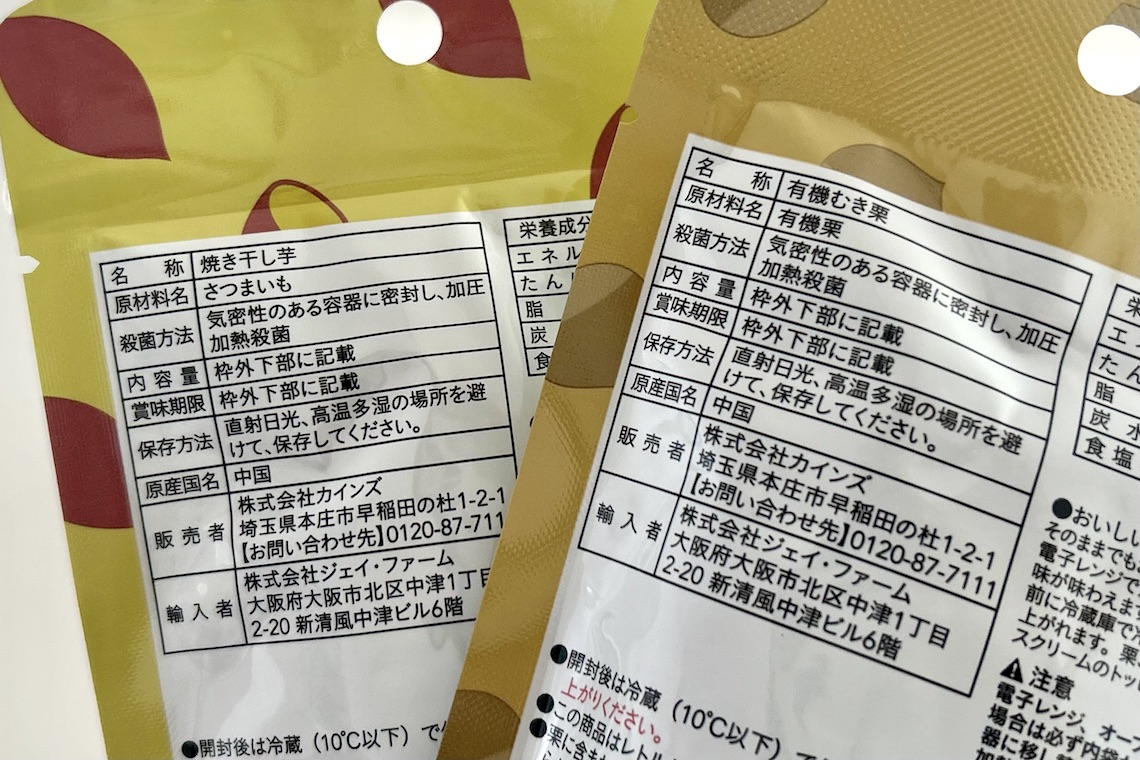 名称 焼き干し芋
原材料名 さつまいも
殺菌方法 気密性のある容器に密封し、加圧
加熱殺菌
内容量 枠外下部に記載
賞味期限 枠外下部に記載
保存方法 直射日光、高温多湿の場所を避
けて、保存してください。
原産国名 中国
販売者 株式会社カインズ
埼玉県本庄市早稲田の杜1-2-1
【お問い合わせ先】0120-87-711
輸入者 株式会社ジェイ・ファーム
大阪府大阪市北区中津1丁目
2-20 新清風中津ビル6階
●開封後は冷蔵（10℃以下）で
栄養成分
エネル
たん
脂
炭
食
名称 有機むき栗
原材料名 有機栗
殺菌方法 気密性のある容器に密封し、加圧
加熱殺菌
内容量 枠外下部に記載
賞味期限 枠外下部に記載
保存方法 直射日光、高温多湿の場所を避
けて、保存してください。
原産国名 中国
販売者 株式会社カインズ
埼玉県本庄市早稲田の杜1-2-1
【お問い合わせ先】0120-87-7111
輸入者 株式会社ジェイ・ファーム
大阪府大阪市北区中津1丁目
2-20 新清風中津ビル6階
●開封後は冷蔵（10℃以下）で
上がりください。
●この商品はレトル
●栗に含まれ
栄
エ
たん
脂
炭水
食塩
●おいしい
そのままでも
電子レンジで
味が味わえま
前に冷蔵庫で
上がれます。栗
スクリームのトッ
⚠注意
電子レンジ、オー
場合は必ず内袋
器に移し
加熱